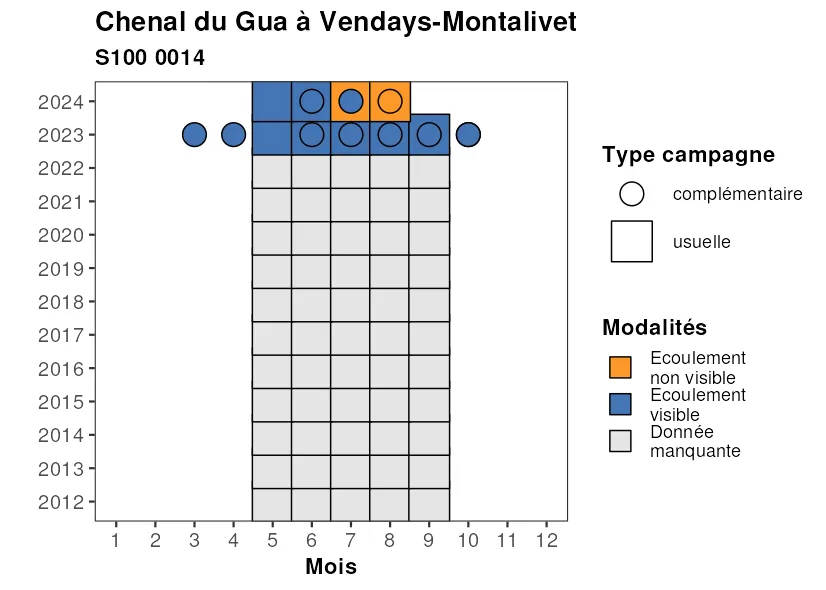 Chenal du Gua à Vendays-Montalivet
S100 0014
2024
2023
2022
2021
2020
2019
2018
2017
2016
2015
2014
2013
2012
1 2 3 4 5 6 7 8 9 10 11 12
Mois
Type campagne
complémentaire
usuelle
Modalités
Ecoulement
non visible
Ecoulement
visible
Donnée
manquante